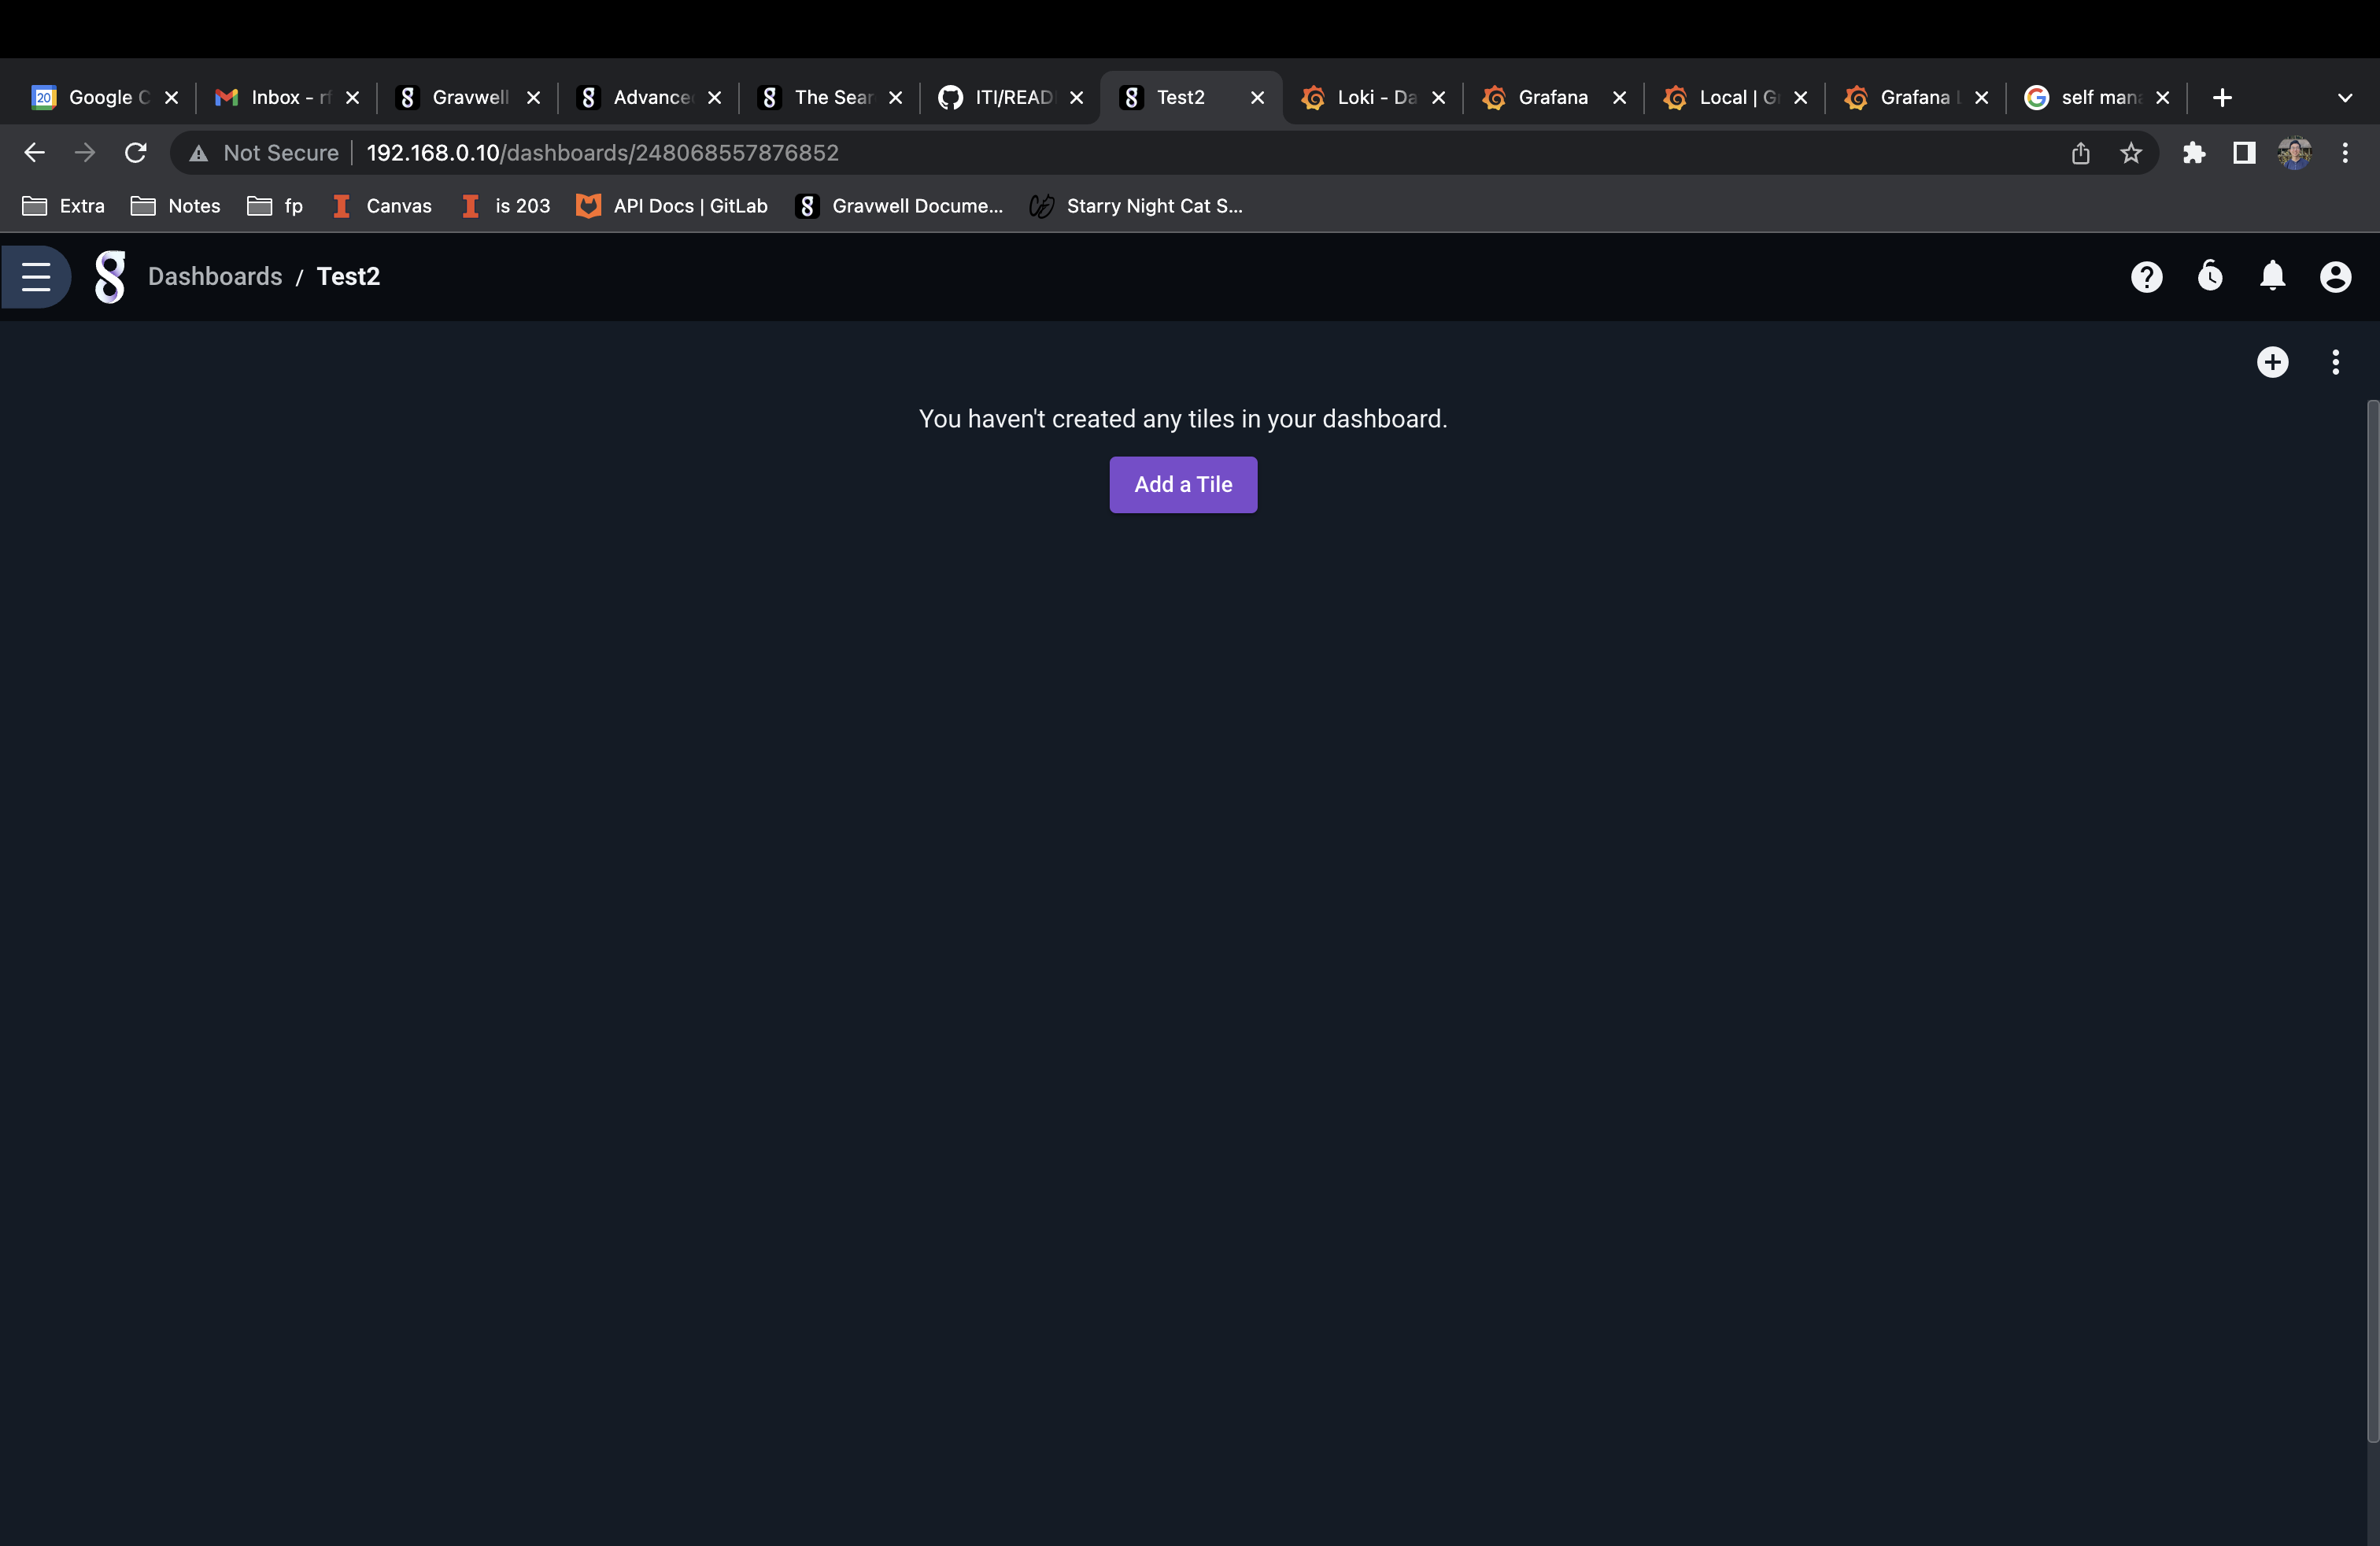 20 Google C
Inbox - rf
Gravwell
Advance
The Sear
ITI/READ
Test2
Loki - Da
Grafana
Local | G
Grafana
self man
Not Secure 192.168.0.10/dashboards/248068557876852
Extra Notes fp Canvas is 203 API Docs | GitLab Gravwell Docume... Starry Night Cat S...
Dashboards / Test2
You haven't created any tiles in your dashboard.
Add a Tile